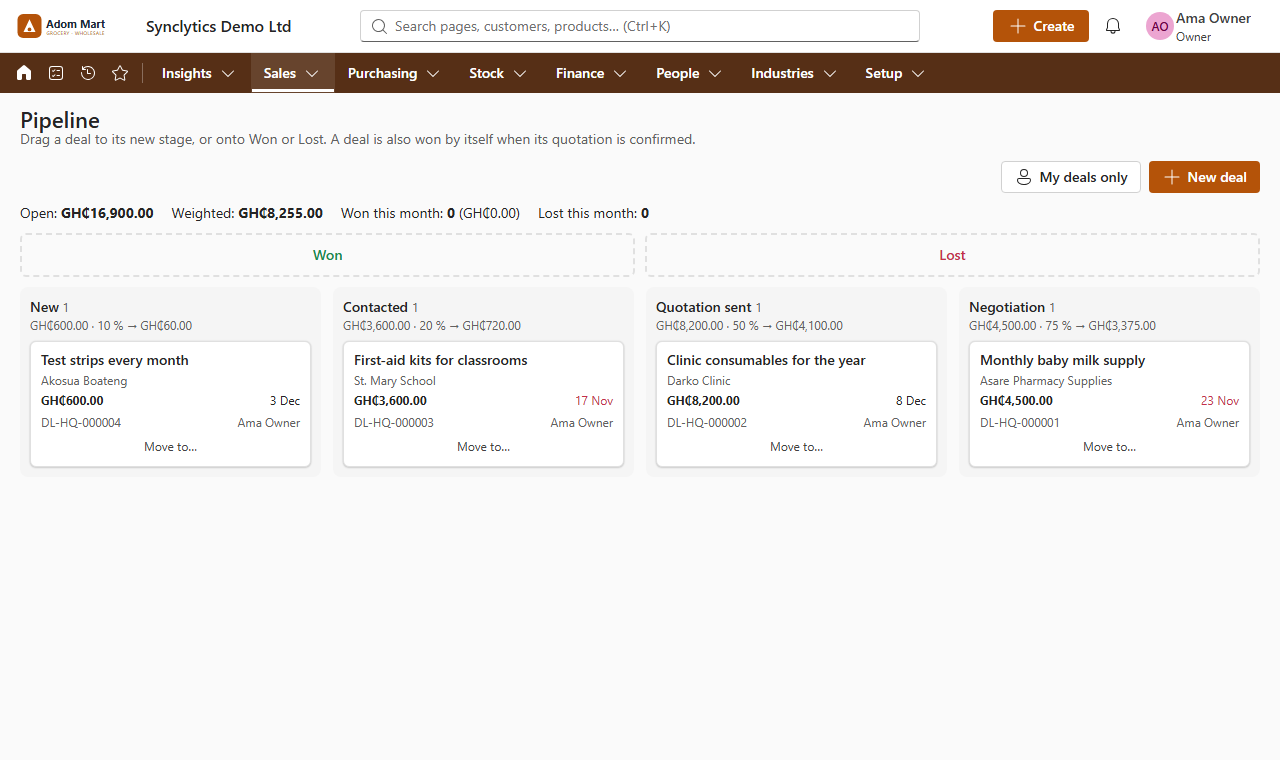 Adom Mart
GROCERY · WHOLESALE
Synclytics Demo Ltd
Search pages, customers, products... (Ctrl+K)
Create
AO
Ama Owner
Owner
Insights
Sales
Purchasing
Stock
Finance
People
Industries
Setup
Pipeline
Drag a deal to its new stage, or onto Won or Lost. A deal is also won by itself when its quotation is confirmed.
My deals only
New deal
Open: GH₵16,900.00 Weighted: GH₵8,255.00 Won this month: 0 (GH₵0.00) Lost this month: 0
Won
Lost
New 1
GH₵600.00 · 10 % → GH₵60.00
Test strips every month
Akosua Boateng
GH₵600.00 3 Dec
DL-HQ-000004 Ama Owner
Move to...
Contacted 1
GH₵3,600.00 · 20 % → GH₵720.00
First-aid kits for classrooms
St. Mary School
GH₵3,600.00 17 Nov
DL-HQ-000003 Ama Owner
Move to...
Quotation sent 1
GH₵8,200.00 · 50 % → GH₵4,100.00
Clinic consumables for the year
Darko Clinic
GH₵8,200.00 8 Dec
DL-HQ-000002 Ama Owner
Move to...
Negotiation 1
GH₵4,500.00 · 75 % → GH₵3,375.00
Monthly baby milk supply
Asare Pharmacy Supplies
GH₵4,500.00 23 Nov
DL-HQ-000001 Ama Owner
Move to...